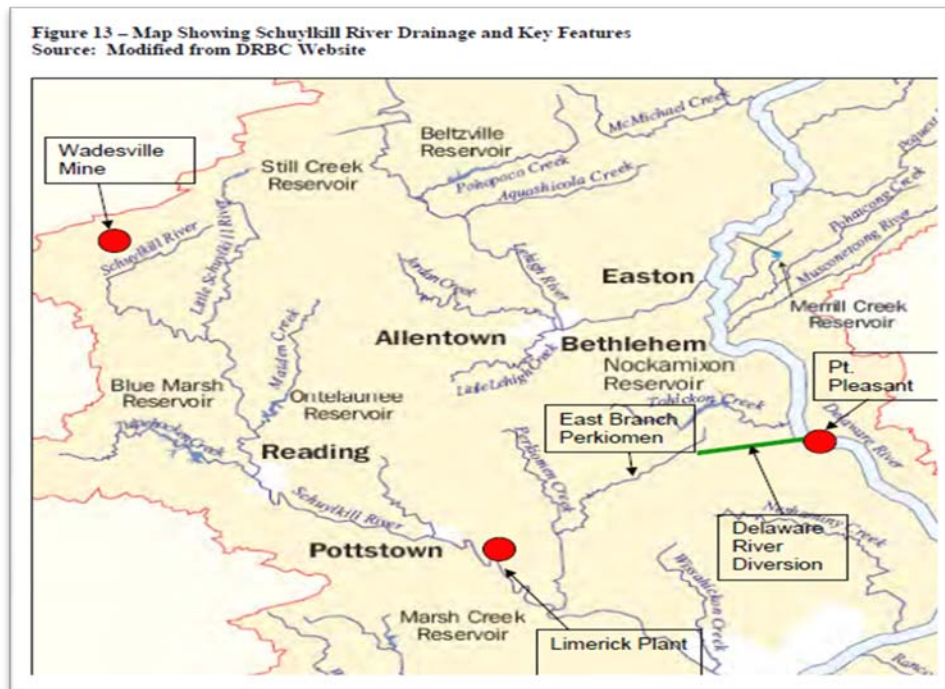 Figure 13 – Map Showing Schuylkill River Drainage and Key Features
Source:  Modified from DRBC Website
McMichael Creek
Beltzville
Reservoir
Wadesville
Mine
Still Creek
Reservoir
Pohopoco Creek
Aquashicola Creek
Pohatcong Creek
Musconetcong River
Schuylkill River
Little Schuylkill River
Lehigh River
Jordan Creek
Easton
Merrill Creek
Reservoir
Maiden Creek
Allentown
Bethlehem
Little Lehigh Creek
Nockamixon
Reservoir
Pt.
Pleasant
Blue Marsh
Reservoir
Ontelaunee
Reservoir
Tohickon Creek
East Branch
Perkiomen
Delaware River
Tulpehocken Creek
Reading
Perkiomen Creek
Schuylkill River
Neshaminy Creek
Delaware
River
Diversion
Pottstown
Wissahickon Creek
Marsh Creek
Reservoir
Limerick Plant